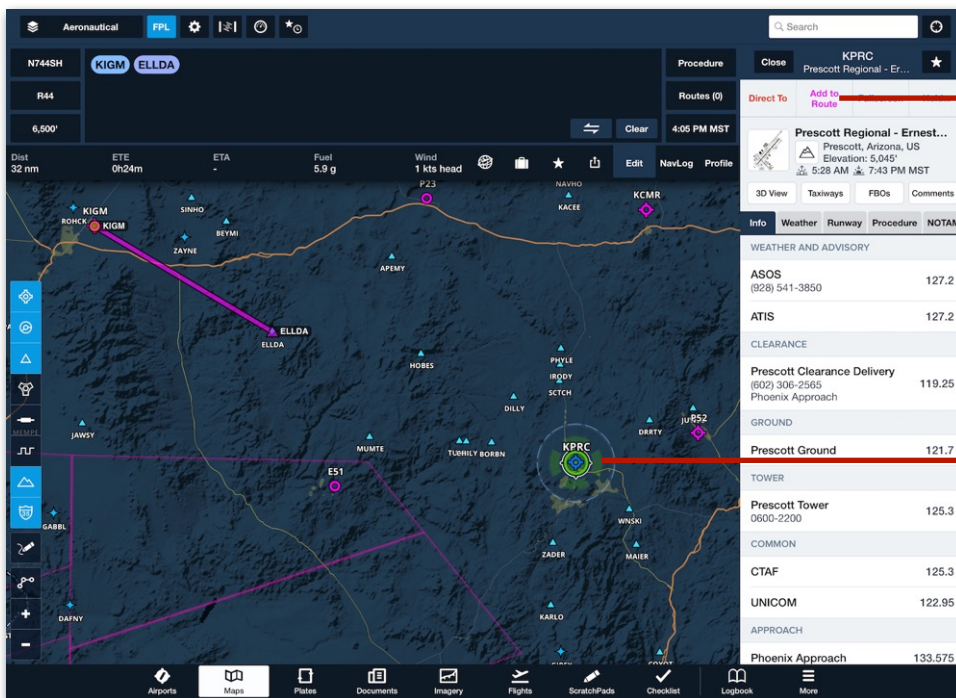 Aeronautical
FPL
Search
N744SH
R44
6,500'
KIGM ELLDA
Procedure
Routes (0)
Clear
4:05 PM MST
Dist
32 nm
ETE
0h24m
ETA
-
Fuel
5.9 g
Wind
1 kts head
Edit
NavLog
Profile
Close
KPRC
Prescott Regional - Er...
Direct To
Add to
Route
Prescott Regional - Ernest...
Prescott, Arizona, US
Elevation: 5,045'
5:28 AM 7:43 PM MST
3D View
Taxiways
FBOs
Comments
Info
Weather
Runway
Procedure
NOTAM
WEATHER AND ADVISORY
ASOS
(928) 541-3850
127.2
ATIS
127.2
CLEARANCE
Prescott Clearance Delivery
(602) 306-2565
Phoenix Approach
119.25
GROUND
Prescott Ground
121.7
TOWER
Prescott Tower
0600-2200
125.3
COMMON
CTAF
125.3
UNICOM
122.95
APPROACH
Phoenix Approach
133.575
P23
NAVHO
KACEE
KCMR
SINHO
KIGM
ROHCK
KIGM
BEYMI
ZAYNE
APEMY
ELLDA
ELLDA
HOBES
PHYLE
IRODY
SCTCH
DILLY
P52
DRRTY
JAWSY
MUMTE
BORBN
KPRC
E51
GABBL
WNSKI
ZADER
MAIER
DAFNY
KARLO
Airports
Maps
Plates
Documents
Imagery
Flights
ScratchPads
Checklist
Logbook
More